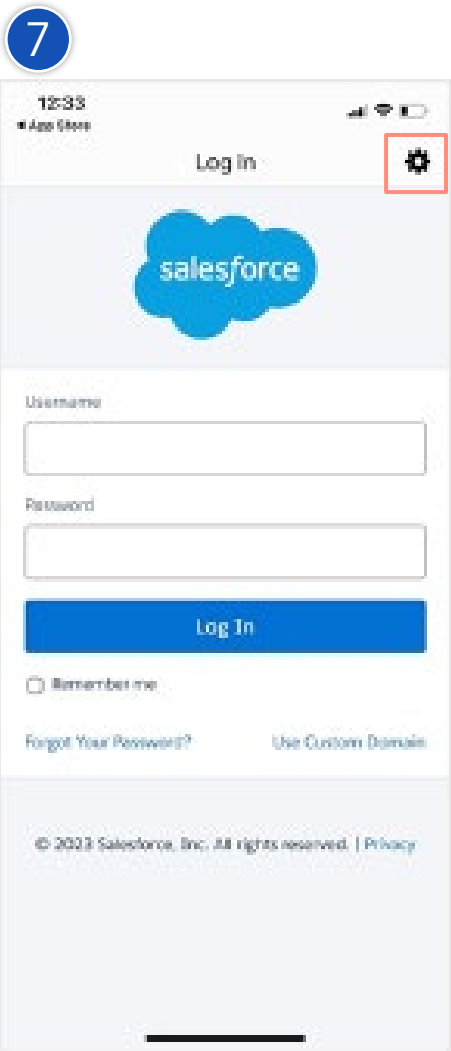 7
12:33
◀ App Store
Log in
salesforce
Username
Password
Log In
Remember me
Forgot Your Password? Use Custom Domain
© 2023 Salesforce, Inc. All rights reserved. | Privacy